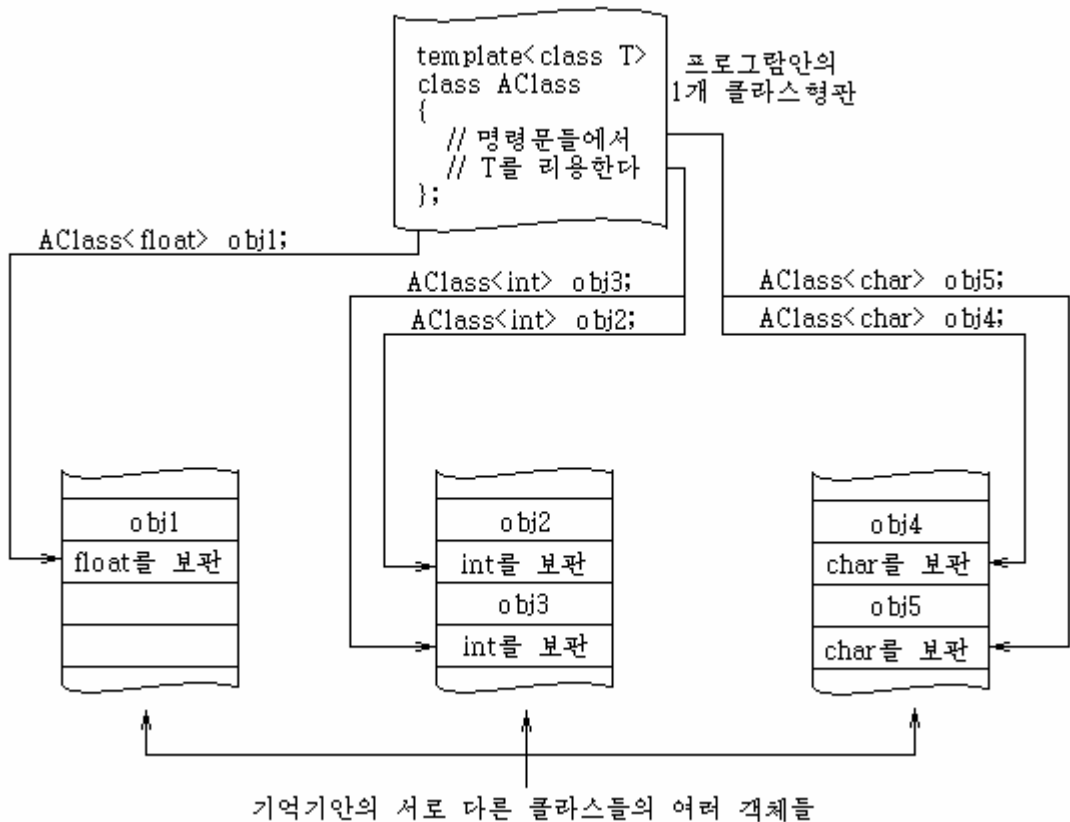 template<class T>
class AClass
{
// 명령문들에서
// T를 리용한다
};
프로그람안의
1개 클라스형판
AClass<float> obj1;
AClass<int> obj3;
AClass<int> obj2;
AClass<char> obj5;
AClass<char> obj4;
obj1
float를 보관
obj2
int를 보관
obj3
int를 보관
obj4
char를 보관
obj5
char를 보관
기억기안의 서로 다른 클라스들의 여러 객체들